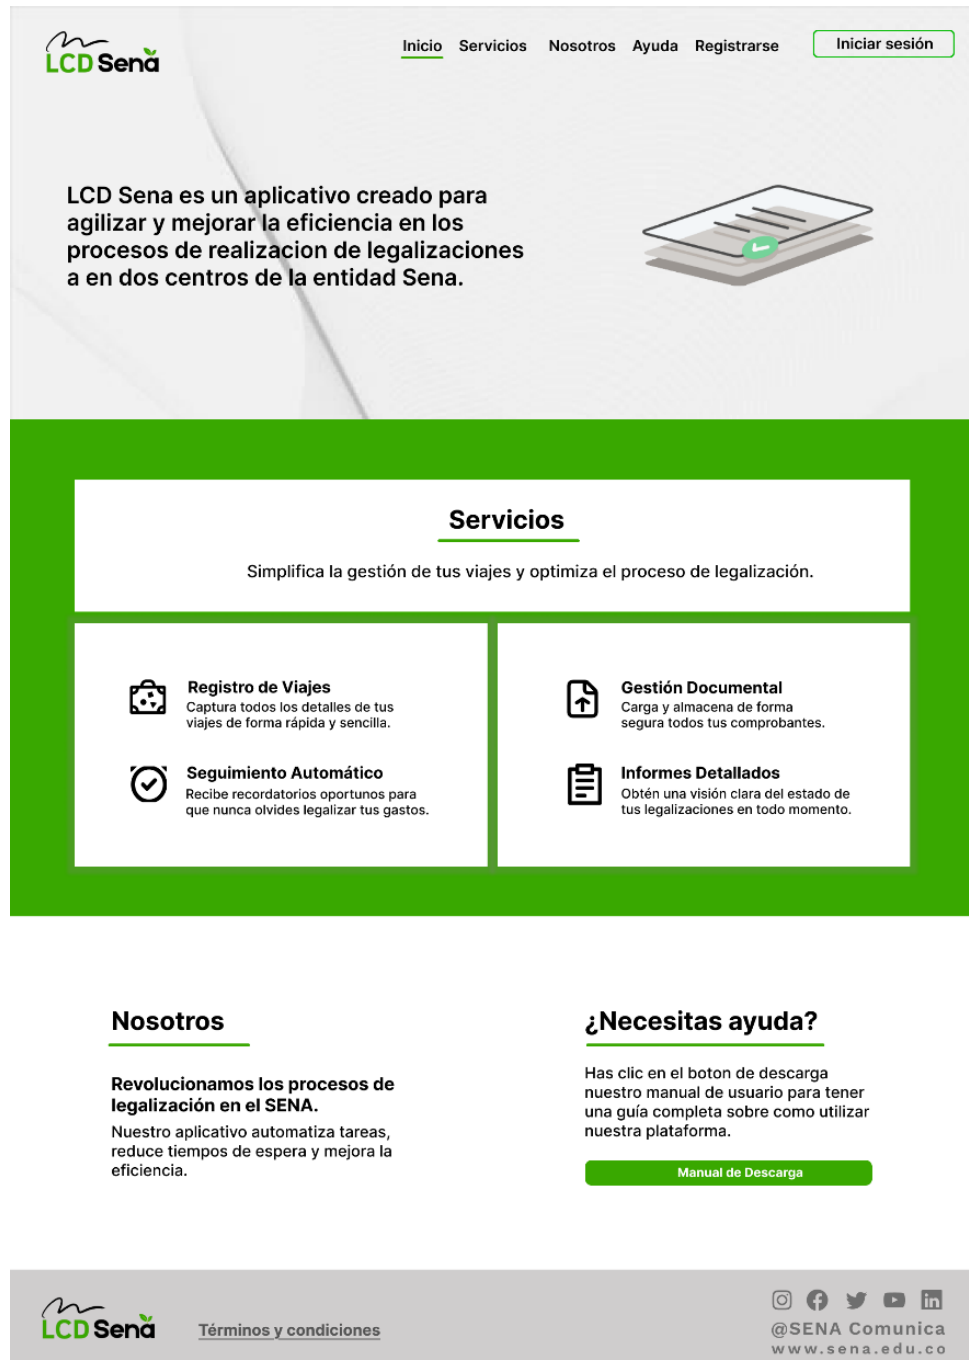 LCD Sena
Inicio Servicios Nosotros Ayuda Registrarse Iniciar sesión
LCD Sena es un aplicativo creado para
agilizar y mejorar la eficiencia en los
procesos de realizacion de legalizaciones
a en dos centros de la entidad Sena.
Servicios
Simplifica la gestión de tus viajes y optimiza el proceso de legalización.
Registro de Viajes
Captura todos los detalles de tus
viajes de forma rápida y sencilla.
Seguimiento Automático
Recibe recordatorios oportunos para
que nunca olvides legalizar tus gastos.
Gestión Documental
Carga y almacena de forma
segura todos tus comprobantes.
Informes Detallados
Obtén una visión clara del estado de
tus legalizaciones en todo momento.
Nosotros
Revolucionamos los procesos de
legalización en el SENA.
Nuestro aplicativo automatiza tareas,
reduce tiempos de espera y mejora la
eficiencia.
¿Necesitas ayuda?
Has clic en el boton de descarga
nuestro manual de usuario para tener
una guía completa sobre como utilizar
nuestra plataforma.
Manual de Descarga
LCD Sena
Términos y condiciones
@SENA Comunica
www.sena.edu.co